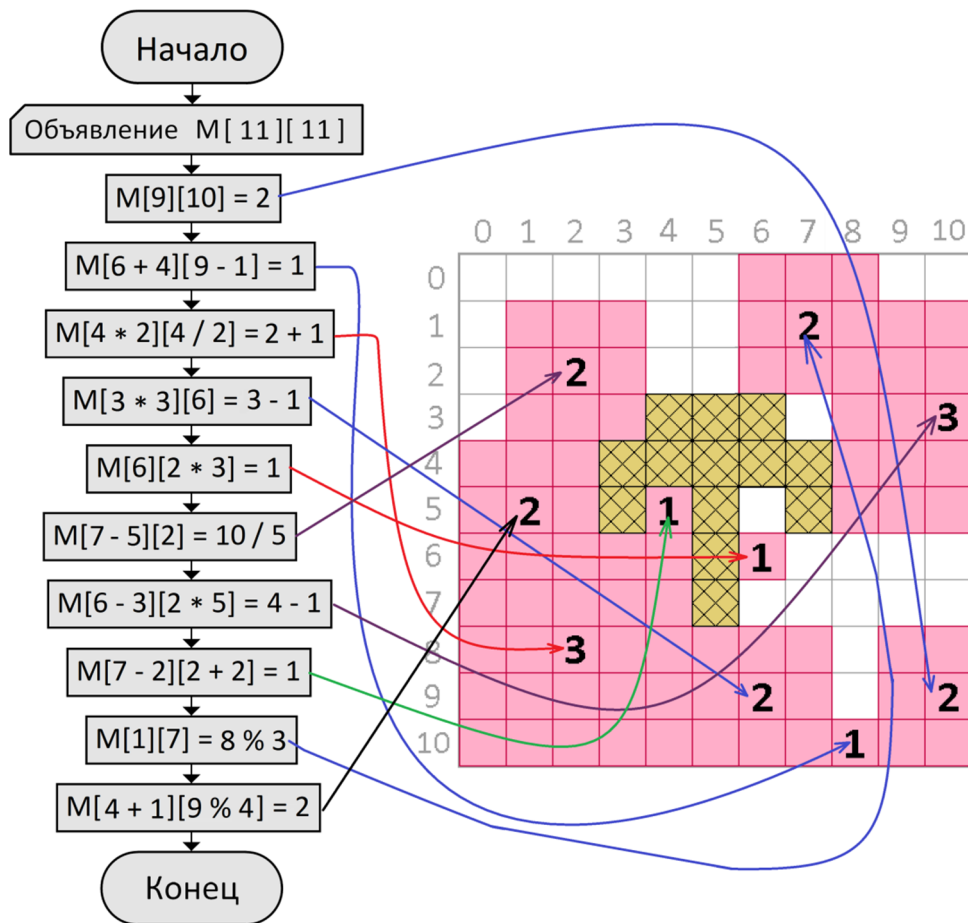 Начало
Объявление M[ 11][ 11]
M[9][10] = 2
M[6 + 4][9 - 1] = 1
M[4 * 2][4 / 2] = 2 + 1
M[3 * 3][6] = 3 - 1
M[6][2 * 3] = 1
M[7 - 5][2] = 10 / 5
M[6 - 3][2 * 5] = 4 - 1
M[7 - 2][2 + 2] = 1
M[1][7] = 8 % 3
M[4 + 1][9 % 4] = 2
Конец
0 1 2 3 4 5 6 7 8 9 10
0
1 2
2 2
3 3
4
5 2 1
6 1
7
8 3
9 2 2
10 1